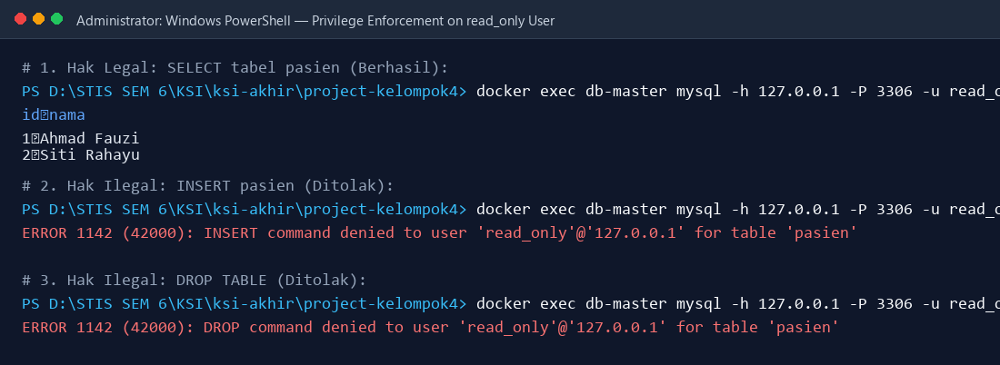 Administrator: Windows PowerShell — Privilege Enforcement on read_only User
# 1. Hak Legal: SELECT tabel pasien (Berhasil):
PS D:\STIS SEM 6\KSI\ksi-akhir\project-kelompok4> docker exec db-master mysql -h 127.0.0.1 -P 3306 -u read_o
id nama
1 Ahmad Fauzi
2 Siti Rahayu
# 2. Hak Ilegal: INSERT pasien (Ditolak):
PS D:\STIS SEM 6\KSI\ksi-akhir\project-kelompok4> docker exec db-master mysql -h 127.0.0.1 -P 3306 -u read_o
ERROR 1142 (42000): INSERT command denied to user 'read_only'@'127.0.0.1' for table 'pasien'
# 3. Hak Ilegal: DROP TABLE (Ditolak):
PS D:\STIS SEM 6\KSI\ksi-akhir\project-kelompok4> docker exec db-master mysql -h 127.0.0.1 -P 3306 -u read_o
ERROR 1142 (42000): DROP command denied to user 'read_only'@'127.0.0.1' for table 'pasien'